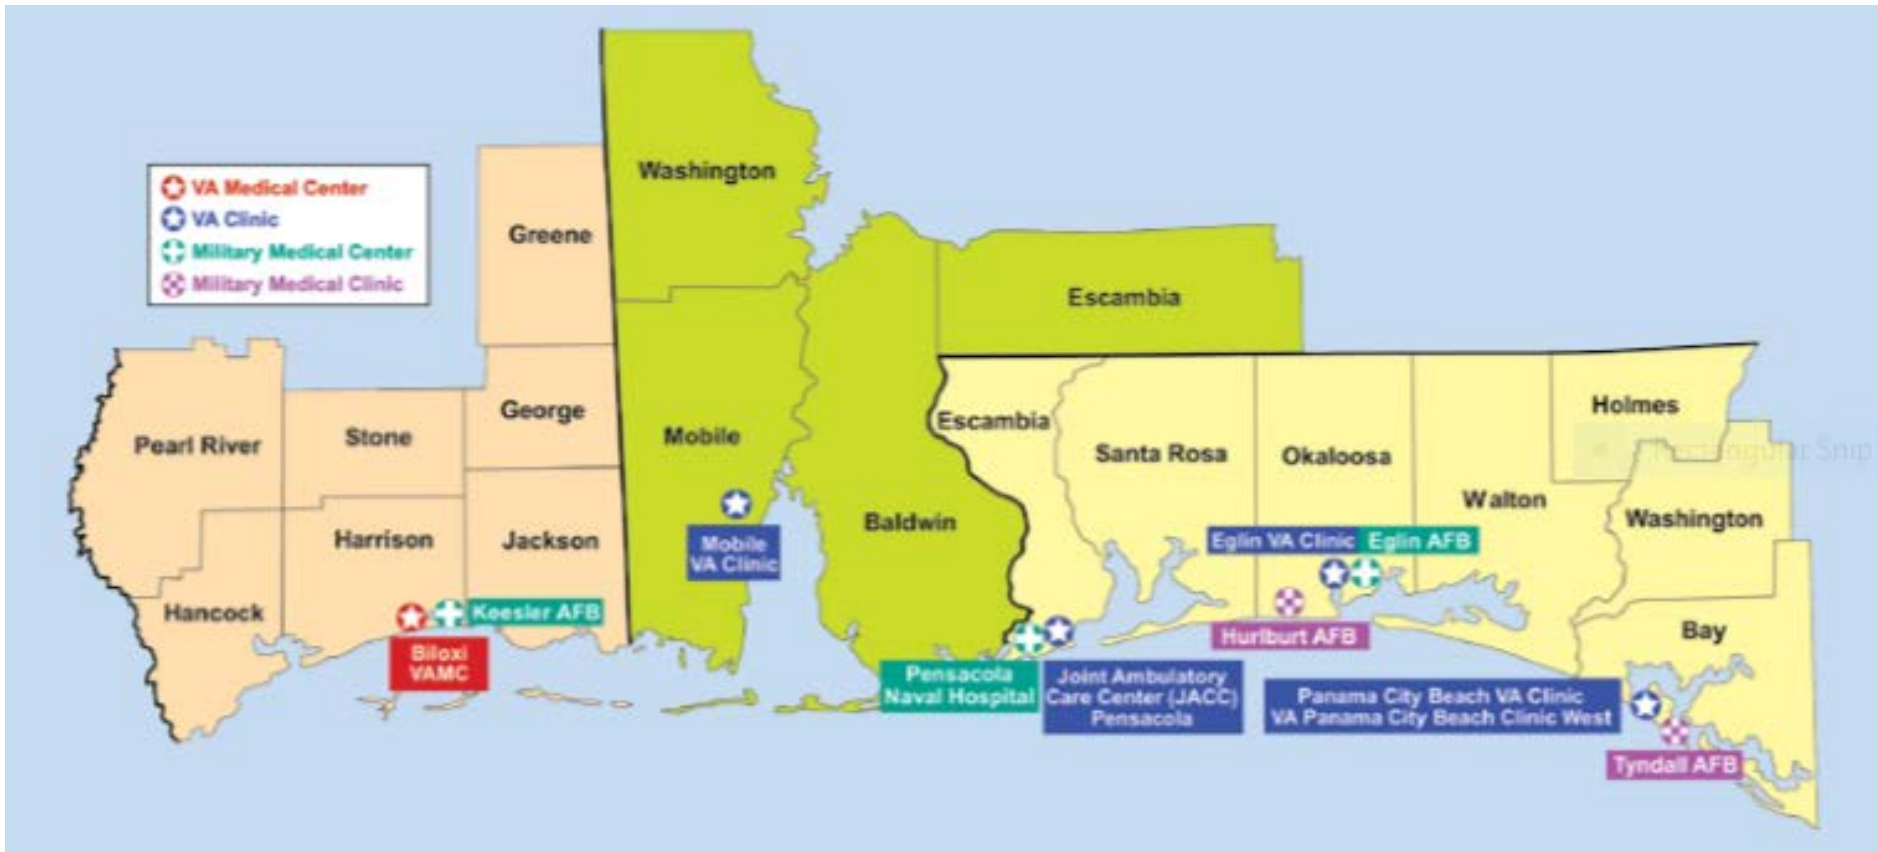 VA Medical Center
VA Clinic
Military Medical Center
Military Medical Clinic
Washington
Greene
Escambia
George
Pearl River
Stone
Mobile
Escambia
Santa Rosa
Okaloosa
Holmes
Walton
Washington
Baldwin
Harrison
Jackson
Hancock
Bay
Mobile
VA Clinic
Eglin VA Clinic
Eglin AFB
Keesler AFB
Biloxi
VAMC
Hurlburt AFB
Pensacola
Naval Hospital
Joint Ambulatory
Care Center (JACC)
Pensacola
Panama City Beach VA Clinic
VA Panama City Beach Clinic West
Tyndall AFB
Rectangular Snip